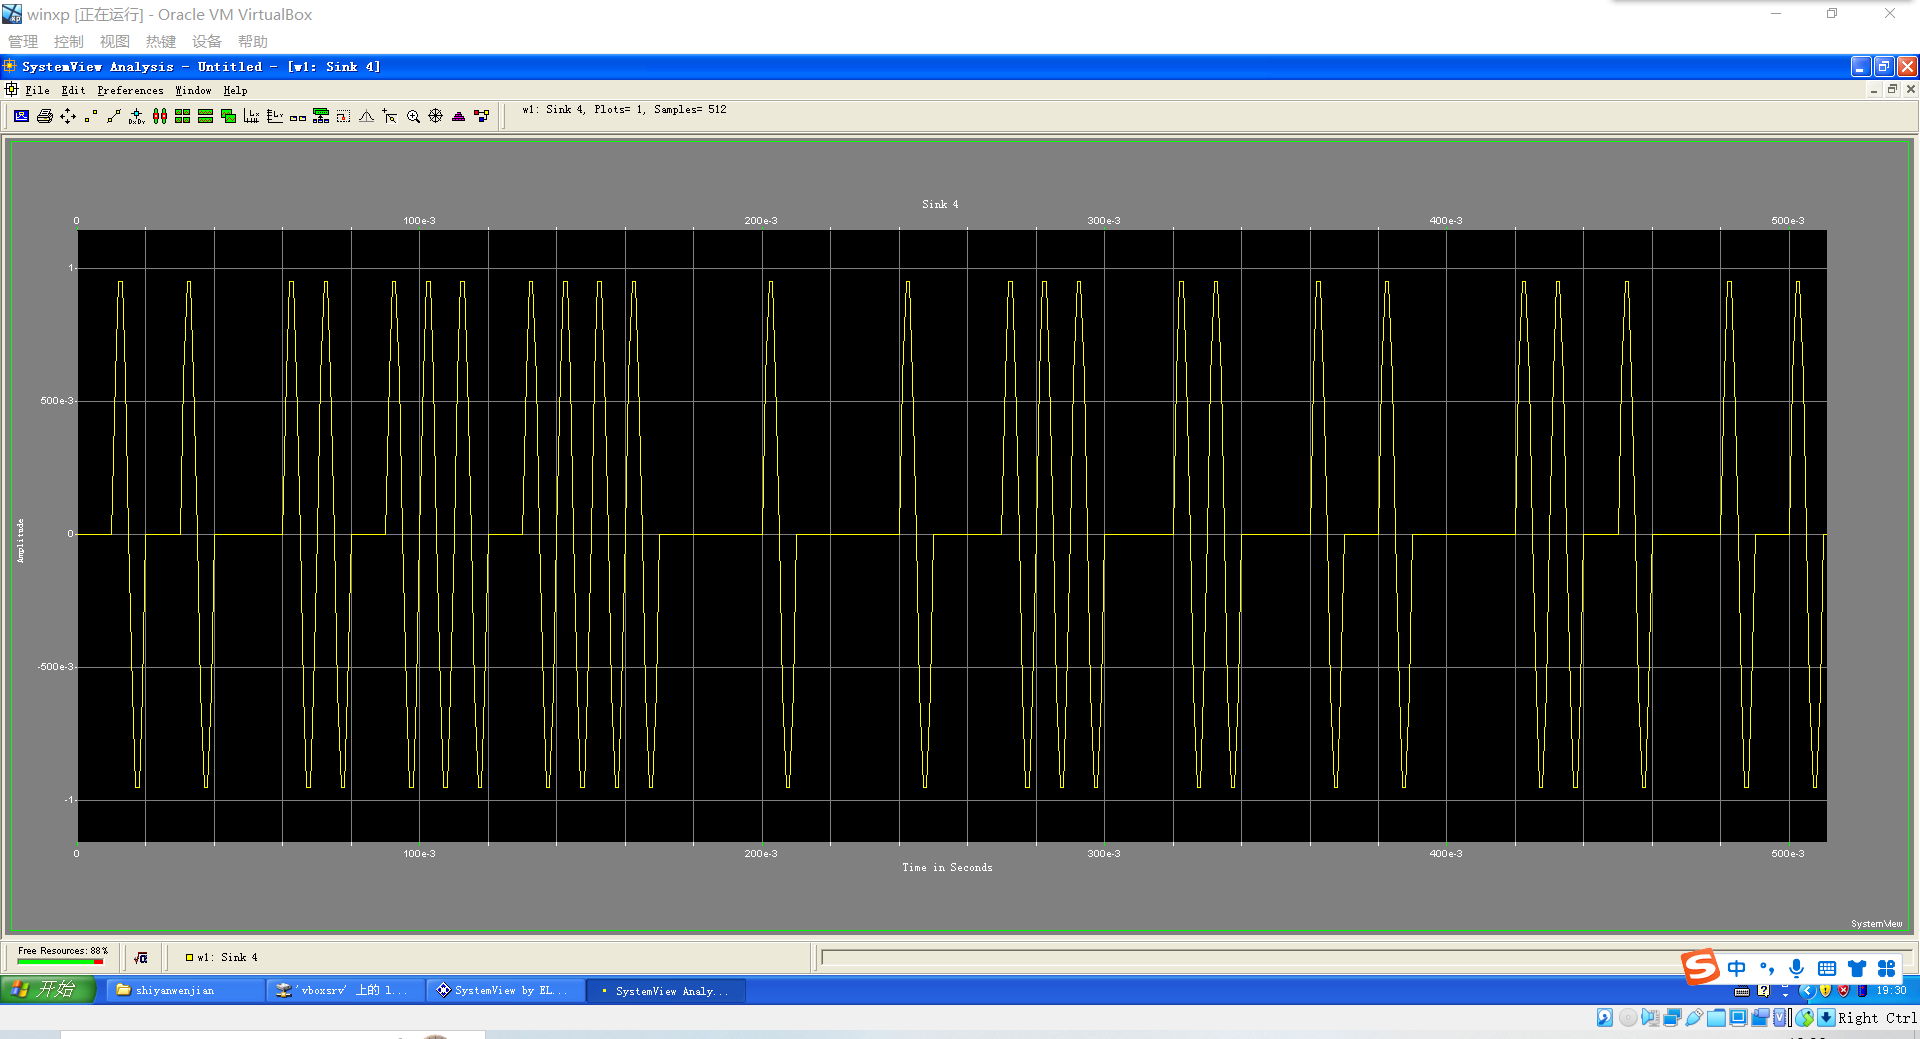 winxp [正在运行] - Oracle VM VirtualBox
管理 控制 视图 热键 设备 帮助
SystemView Analysis - Untitled - [w1: Sink 4]
File Edit Preferences Window Help
w1: Sink 4, Plots= 1, Samples= 512
Sink 4
0 100e-3 200e-3 300e-3 400e-3 500e-3
1
500e-3
0
-500e-3
-1
Amplitude
0 100e-3 200e-3 300e-3 400e-3 500e-3
Time in Seconds
SystemView
Free Resources: 88%
w1: Sink 4
中
开始 shiyanwenjian 'vboxsrv' 上的 l... SystemView by EL... SystemView Analy... 19:30
Right Ctrl